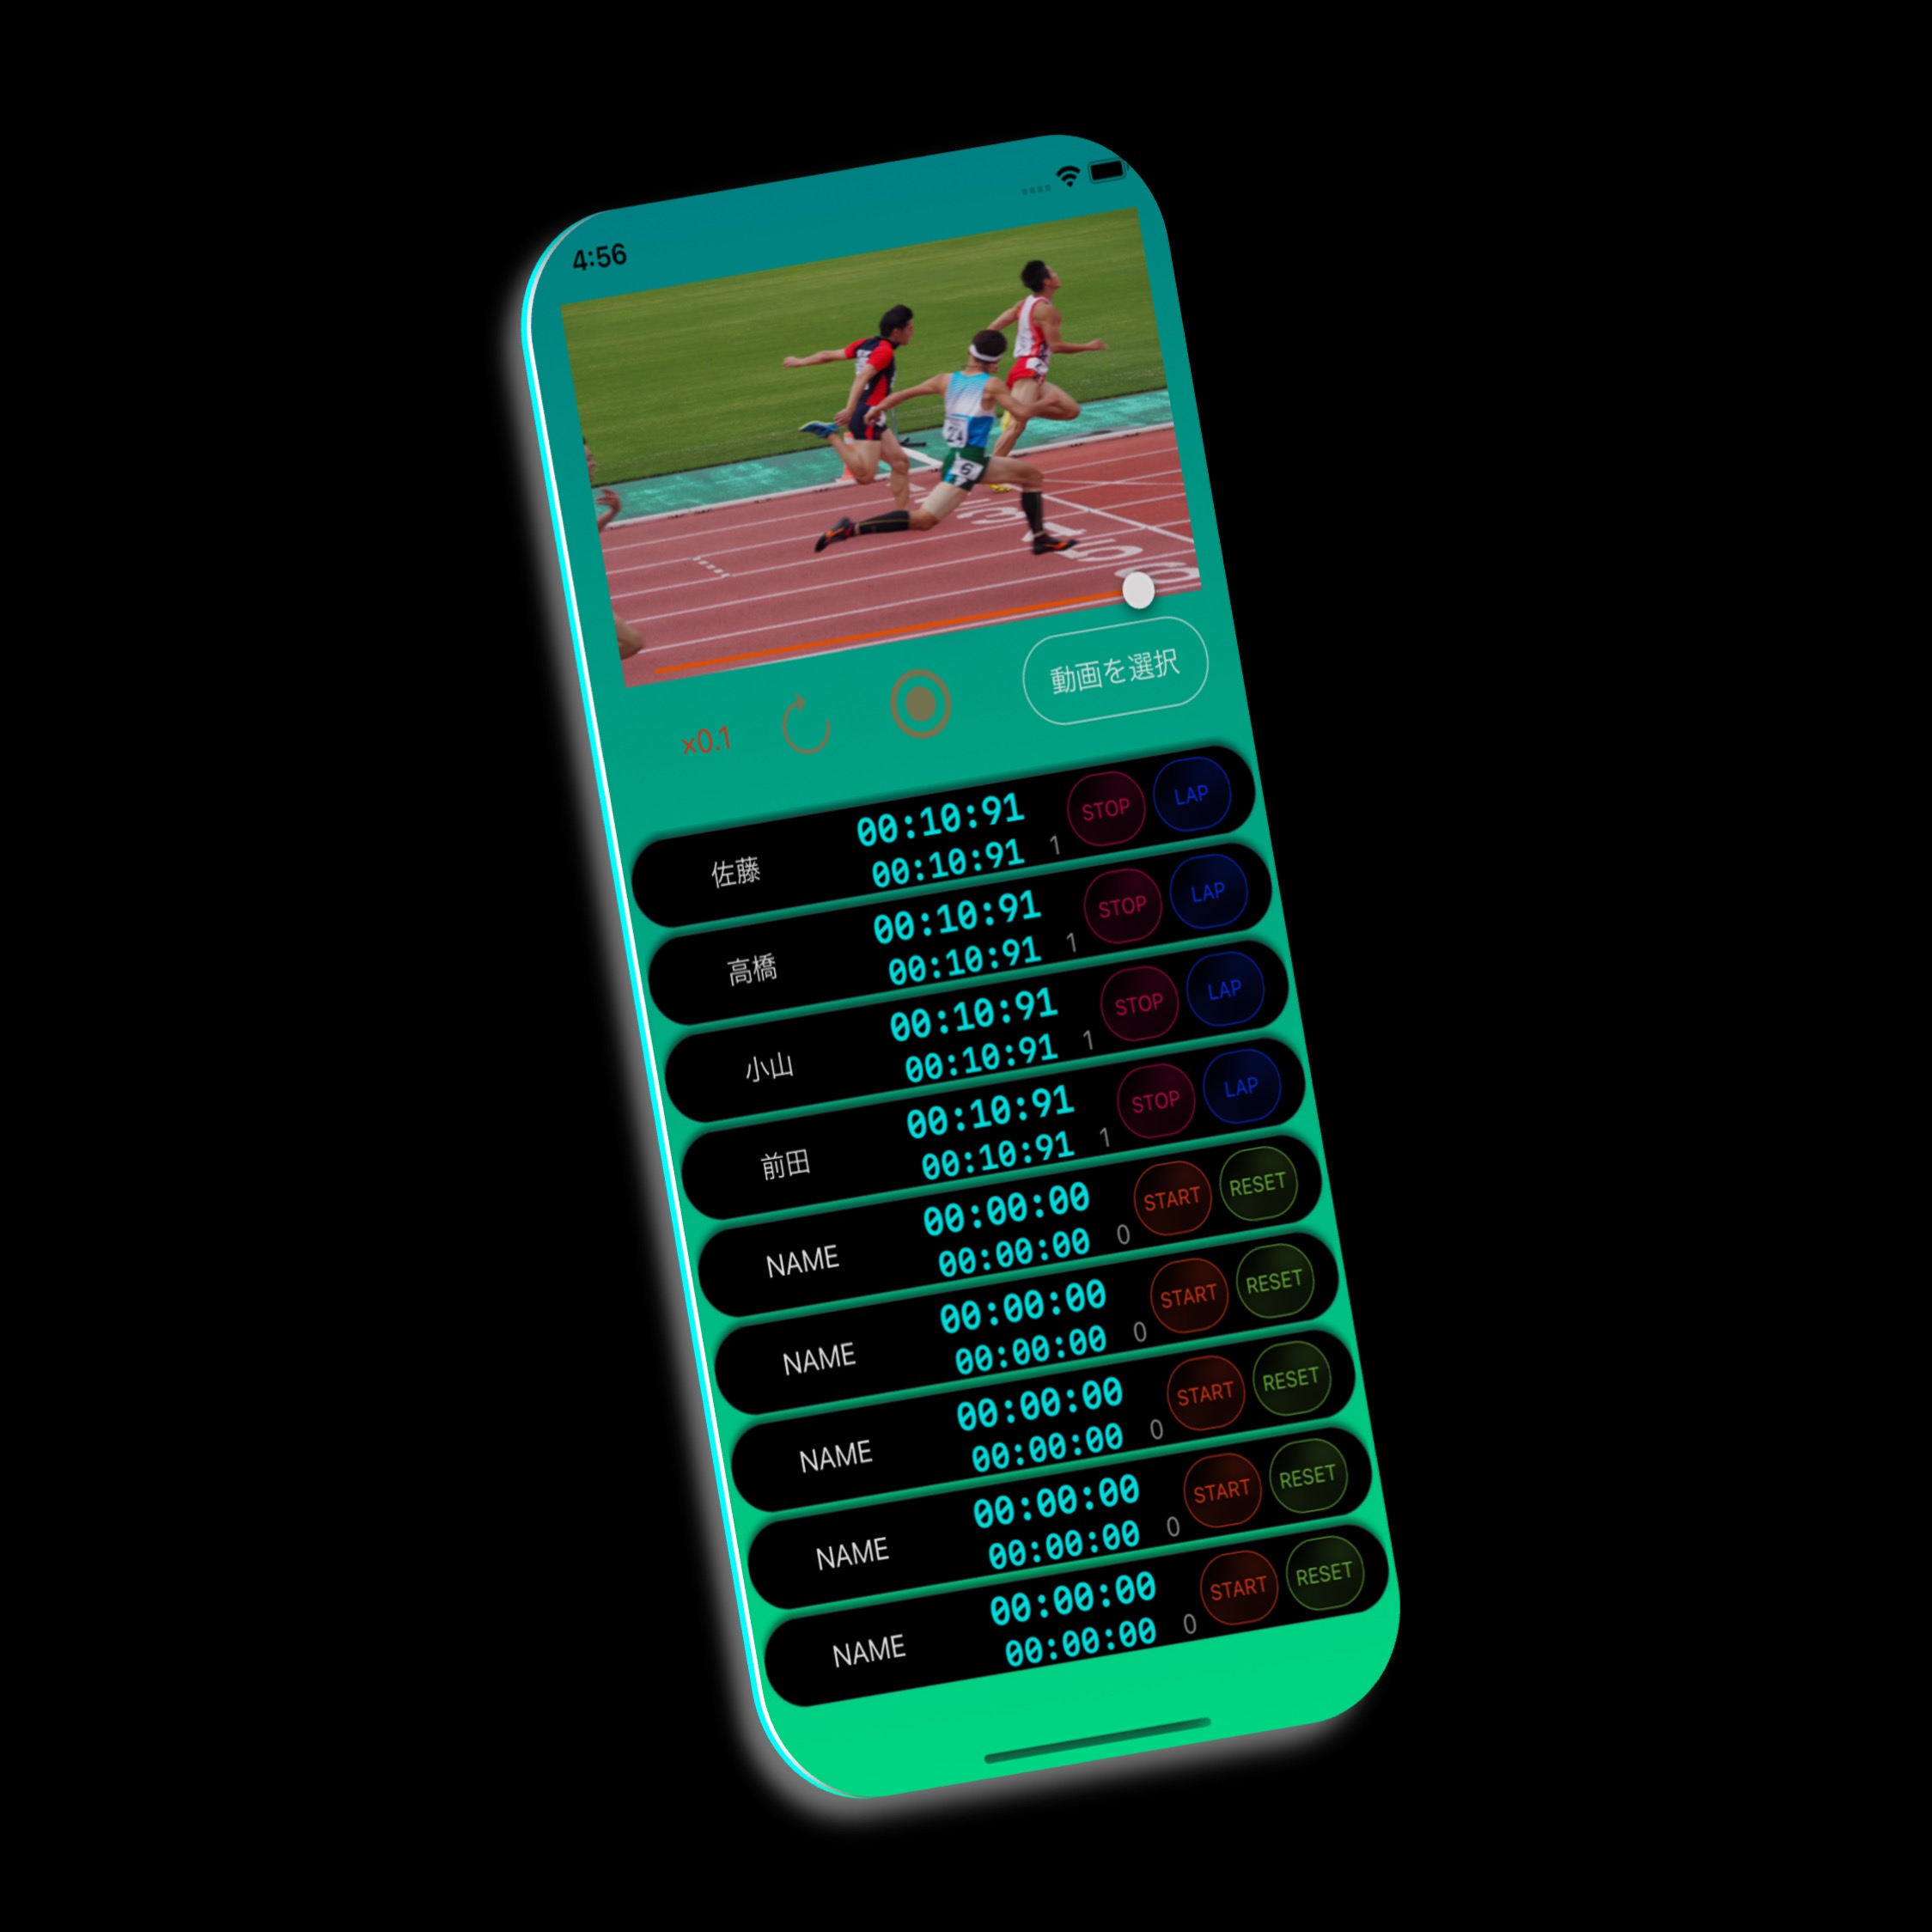 4:56
24
6
×0.1
動画を選択
佐藤 00:10:91 STOP LAP
00:10:91 1
高橋 00:10:91 STOP LAP
00:10:91 1
小山 00:10:91 STOP LAP
00:10:91 1
前田 00:10:91 STOP LAP
00:10:91 1
NAME 00:00:00 START RESET
00:00:00 0
NAME 00:00:00 START RESET
00:00:00 0
NAME 00:00:00 START RESET
00:00:00 0
NAME 00:00:00 START RESET
00:00:00 0
NAME 00:00:00 START RESET
00:00:00 0